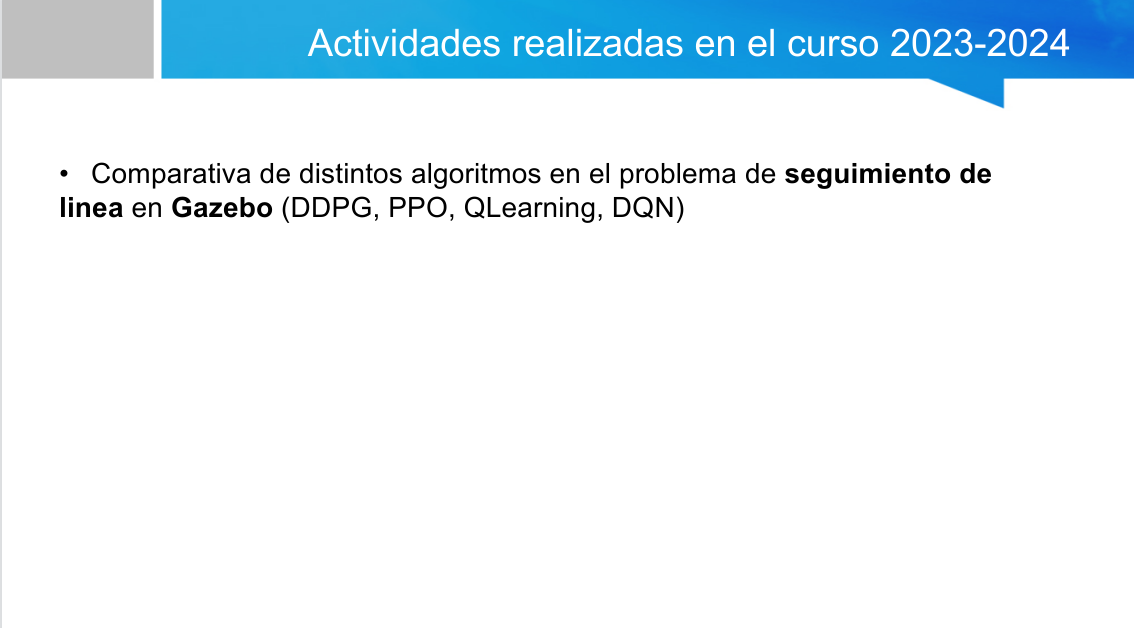 Actividades realizadas en el curso 2023-2024
• Comparativa de distintos algoritmos en el problema de seguimiento de
linea en Gazebo (DDPG, PPO, QLearning, DQN)